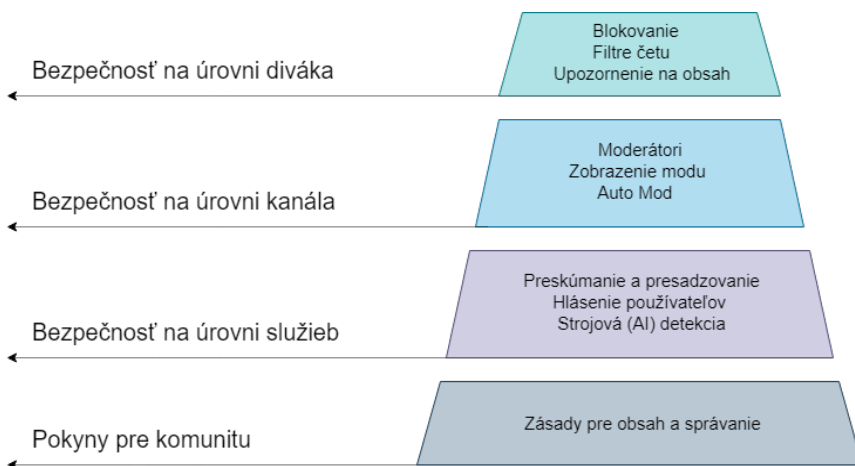 Blokovanie
Filtre četu
Upozornenie na obsah
Bezpečnosť na úrovni diváka
Moderátori
Zobrazenie modu
Auto Mod
Bezpečnosť na úrovni kanála
Preskúmanie a presadzovanie
Hlásenie používateľov
Strojová (AI) detekcia
Bezpečnosť na úrovni služieb
Zásady pre obsah a správanie
Pokyny pre komunitu